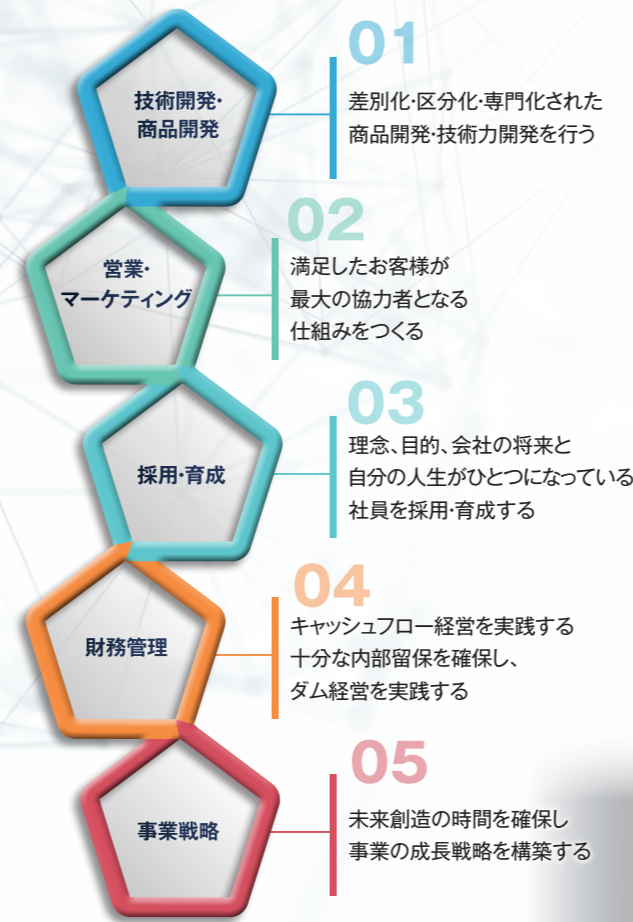 01
技術開発・
商品開発
差別化・区分化・専門化された
商品開発・技術力開発を行う
02
営業・
マーケティング
満足したお客様が
最大の協力者となる
仕組みをつくる
03
採用・育成
理念、目的、会社の将来と
自分の人生がひとつになっている
社員を採用・育成する
04
財務管理
キャッシュフロー経営を実践する
十分な内部留保を確保し、
ダム経営を実践する
05
事業戦略
未来創造の時間を確保し
事業の成長戦略を構築する